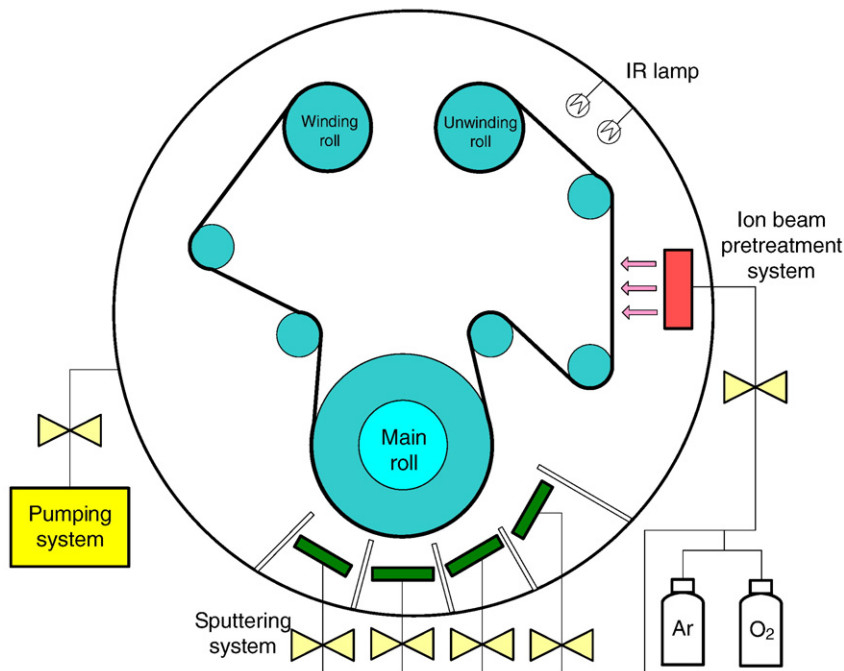 IR lamp
Winding
roll
Unwinding
roll
Ion beam
pretreatment
system
Main
roll
Pumping
system
Sputtering
system
Ar
O₂